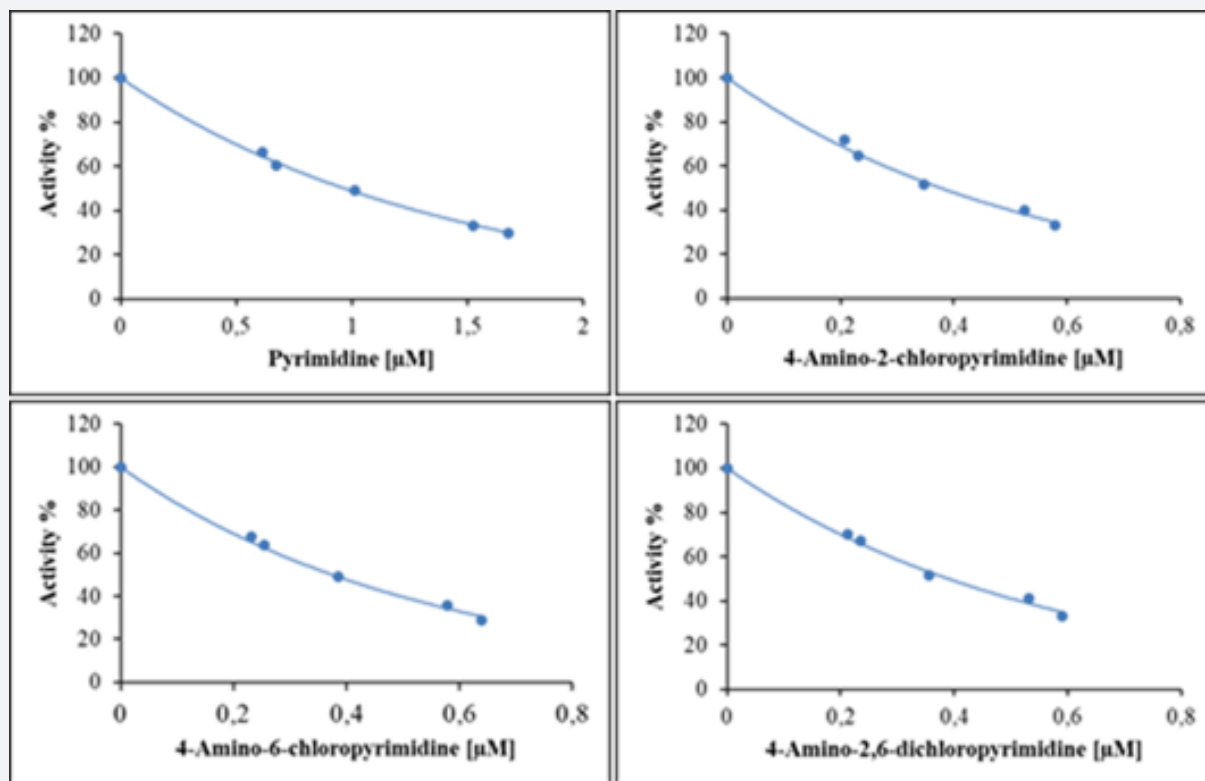 120
100
80
60
40
20
0
Activity %
0 0,5 1 1,5 2
Pyrimidine [µM]
120
100
80
60
40
20
0
Activity %
0 0,2 0,4 0,6 0,8
4-Amino-2-chloropyrimidine [µM]
120
100
80
60
40
20
0
Activity %
0 0,2 0,4 0,6 0,8
4-Amino-6-chloropyrimidine [µM]
120
100
80
60
40
20
0
Activity %
0 0,2 0,4 0,6 0,8
4-Amino-2,6-dichloropyrimidine [µM]